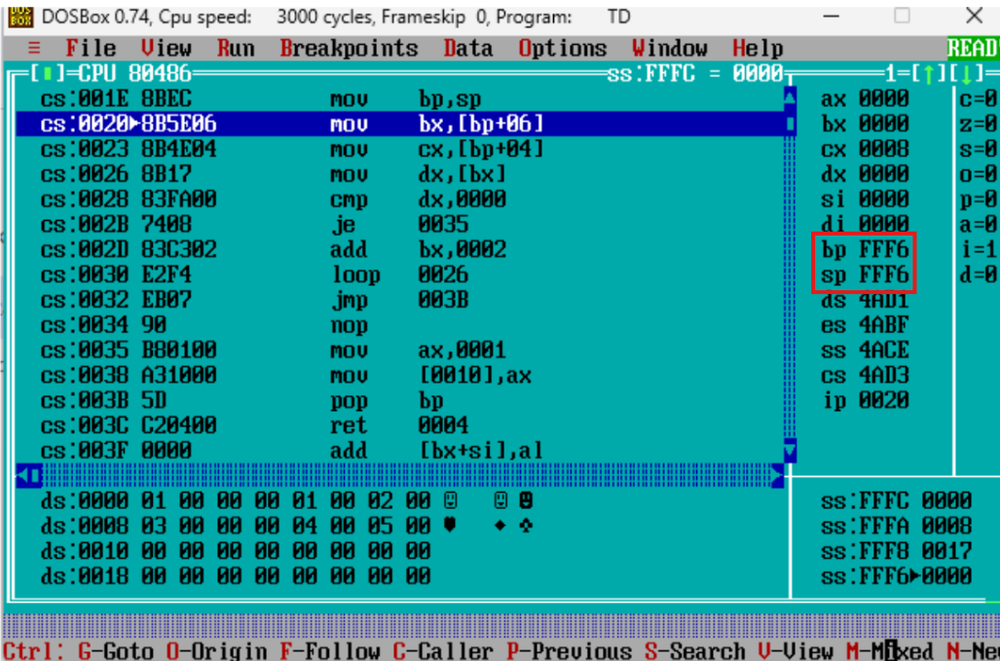 DOSBox 0.74, Cpu speed: 3000 cycles, Frameskip 0, Program: TD
≡ File View Run Breakpoints Data Options Window Help READ
[▪]=CPU 80486 ss:FFFC = 0000 1=[↑][↓]=
cs:001E 8BEC mov bp,sp ax 0000 c=0
cs:0020►8B5E06 mov bx,[bp+06] bx 0000 z=0
cs:0023 8B4E04 mov cx,[bp+04] cx 0008 s=0
cs:0026 8B17 mov dx,[bx] dx 0000 o=0
cs:0028 83FA00 cmp dx,0000 si 0000 p=0
cs:002B 7408 je 0035 di 0000 a=0
cs:002D 83C302 add bx,0002 bp FFF6 i=1
cs:0030 E2F4 loop 0026 sp FFF6 d=0
cs:0032 EB07 jmp 003B ds 4AD1
cs:0034 90 nop es 4ABF
cs:0035 B80100 mov ax,0001 ss 4ACE
cs:0038 A31000 mov [0010],ax cs 4AD3
cs:003B 5D pop bp ip 0020
cs:003C C20400 ret 0004
cs:003F 0000 add [bx+si],al
ds:0000 01 00 00 00 01 00 02 00 ☺ ☺ ☻ ss:FFFC 0000
ds:0008 03 00 00 00 04 00 05 00 ♥ ♦ ♣ ss:FFFA 0008
ds:0010 00 00 00 00 00 00 00 00 ss:FFF8 0017
ds:0018 00 00 00 00 00 00 00 00 ss:FFF6►0000
Ctrl: G-Goto O-Origin F-Follow C-Caller P-Previous S-Search V-View M-Mixed N-Ne